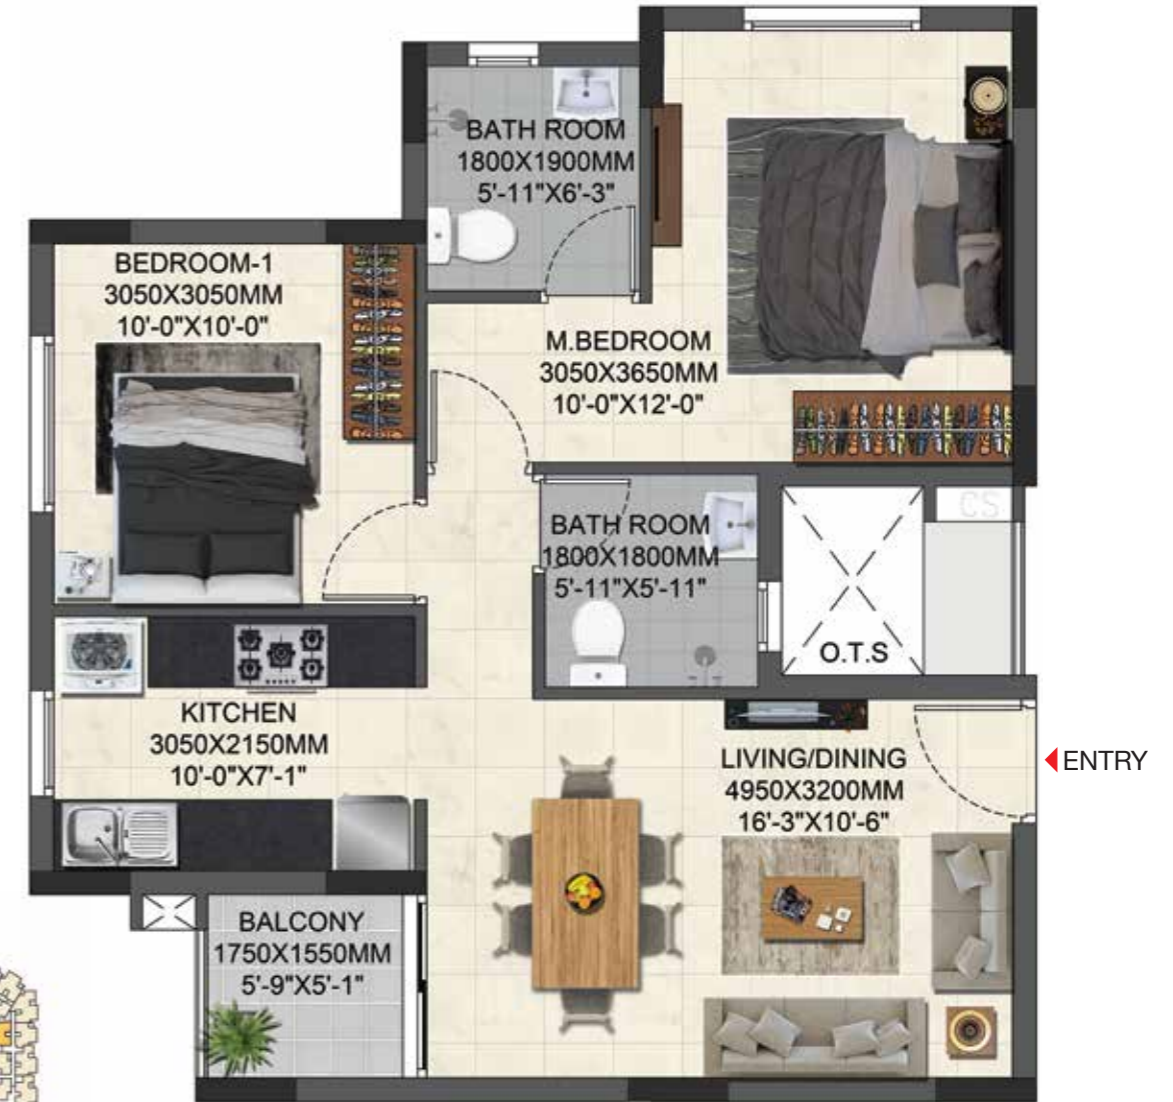 BATH ROOM
1800X1900MM
5'-11"X6'-3"
BEDROOM-1
3050X3050MM
10'-0"X10'-0"
M.BEDROOM
3050X3650MM
10'-0"X12'-0"
CS
BATH ROOM
1800X1800MM
5'-11"X5'-11"
O.T.S
KITCHEN
3050X2150MM
10'-0"X7'-1"
LIVING/DINING
4950X3200MM
16'-3"X10'-6"
ENTRY
BALCONY
1750X1550MM
5'-9"X5'-1"